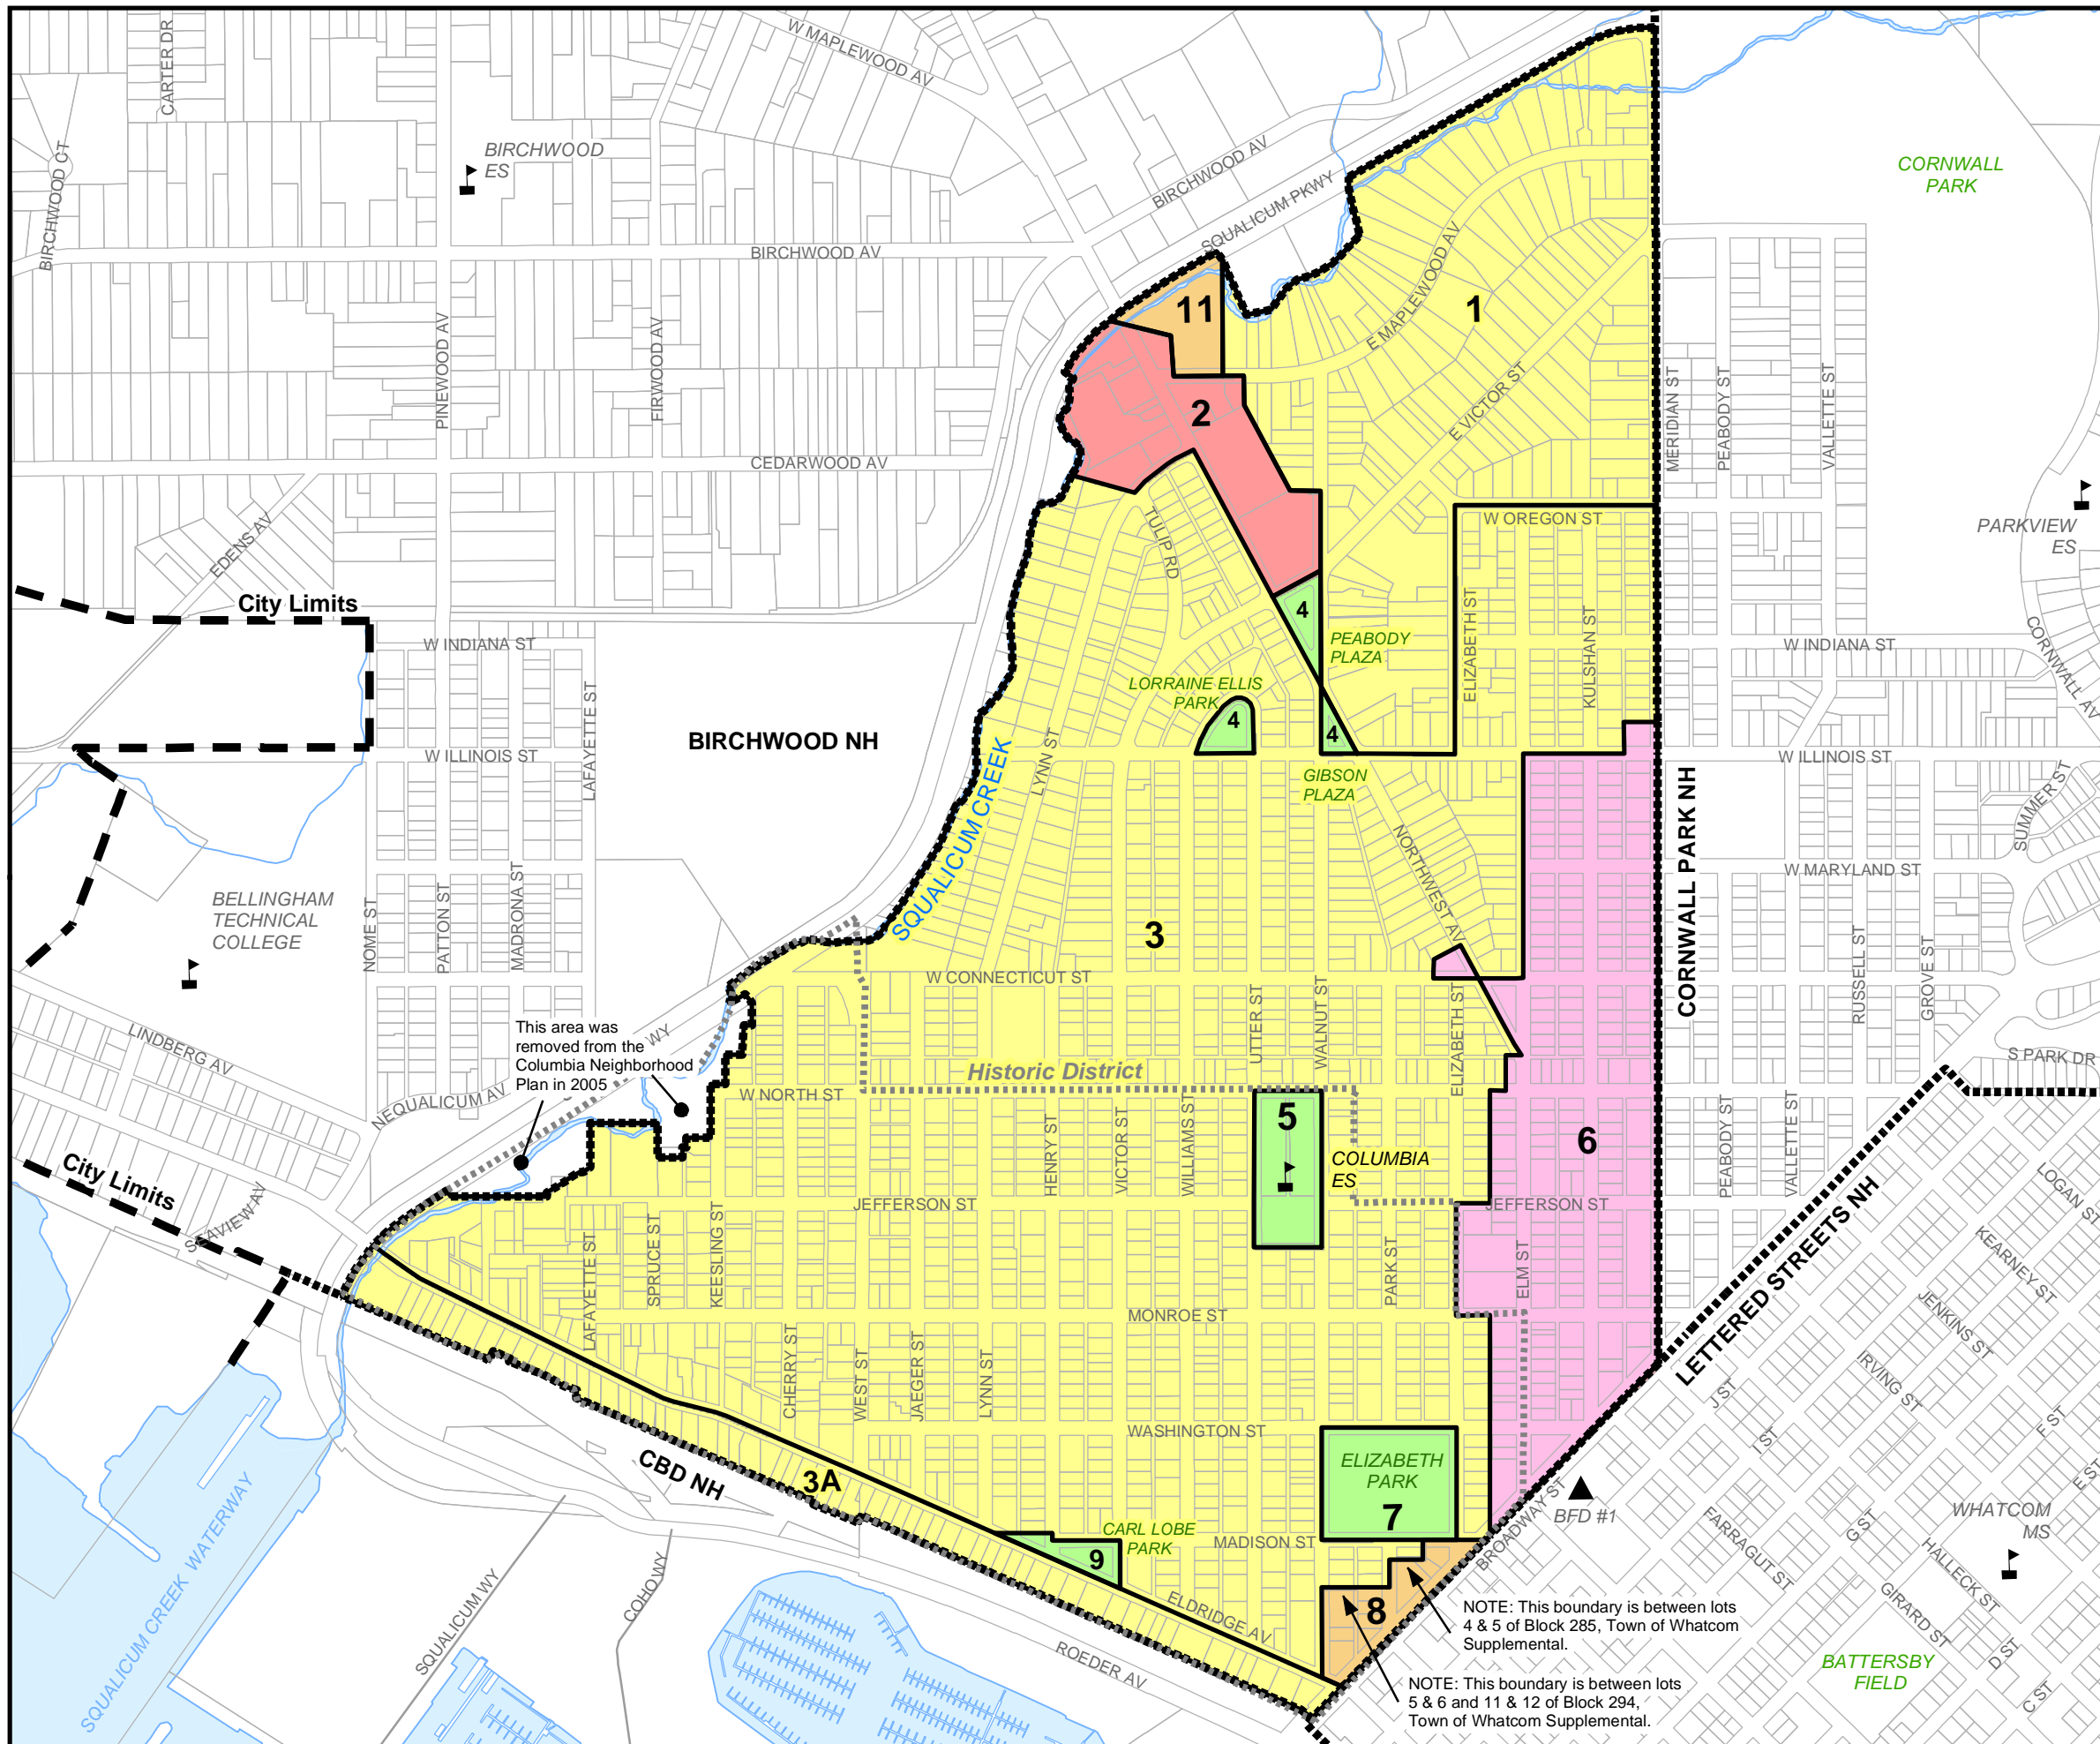 CARTER DR
W MAPLEWOOD AV
BIRCHWOOD CT
BIRCHWOOD
ES
BIRCHWOOD AV
SQUALICUM PKWY
CORNWALL
PARK
BIRCHWOOD AV
11
1
E MAPLEWOOD AV
PINEWOOD AV
FIRWOOD AV
2
E VICTOR ST
MERIDIAN ST
PEABODY ST
VALLETTE ST
CEDARWOOD AV
EDENS AV
TULIP RD
W OREGON ST
PARKVIEW
ES
City Limits
4
PEABODY
PLAZA
ELIZABETH ST
KULSHAN ST
W INDIANA ST
W INDIANA ST
CORNWALL AV
LAFAYETTE ST
LORRAINE ELLIS
PARK
4
4
BIRCHWOOD NH
W ILLINOIS ST
W ILLINOIS ST
LYNN ST
GIBSON
PLAZA
SQUALICUM CREEK
NORTHWEST AV
CORNWALL PARK NH
SUMMER ST
W MARYLAND ST
BELLINGHAM
TECHNICAL
COLLEGE
NOME ST
PATTON ST
MADRONA ST
3
RUSSELL ST
GROVE ST
W CONNECTICUT ST
UTTER ST
WALNUT ST
ELIZABETH ST
This area was
removed from the
Columbia Neighborhood
Plan in 2005
WY
LINDBERG AV
NEQUALICUM AV
Historic District
W NORTH ST
S PARK DR
5
6
HENRY ST
VICTOR ST
WILLIAMS ST
COLUMBIA
ES
PEABODY ST
VALLETTE ST
City Limits
SEAVIEW AV
JEFFERSON ST
JEFFERSON ST
LOGAN ST
LAFAYETTE ST
SPRUCE ST
KEESLING ST
PARK ST
ELM ST
LETTERED STREETS NH
KEARNEY ST
MONROE ST
JENKINS ST
CHERRY ST
WEST ST
JAEGER ST
LYNN ST
IRVING ST
J ST
I ST
F ST
E ST
WASHINGTON ST
CBD NH
3A
ELIZABETH
PARK
7
BROADWAY ST
BFD #1
FARRAGUT ST
G ST
HALLECK ST
WHATCOM
MS
SQUALICUM CREEK WATERWAY
CARL LOBE
PARK
9
MADISON ST
SQUALICUM WY
COHO WY
ELDRIDGE AV
8
ROEDER AV
NOTE: This boundary is between lots
4 & 5 of Block 285, Town of Whatcom
Supplemental.
GIRARD ST
D ST
C ST
BATTERSBY
FIELD
NOTE: This boundary is between lots
5 & 6 and 11 & 12 of Block 294,
Town of Whatcom Supplemental.